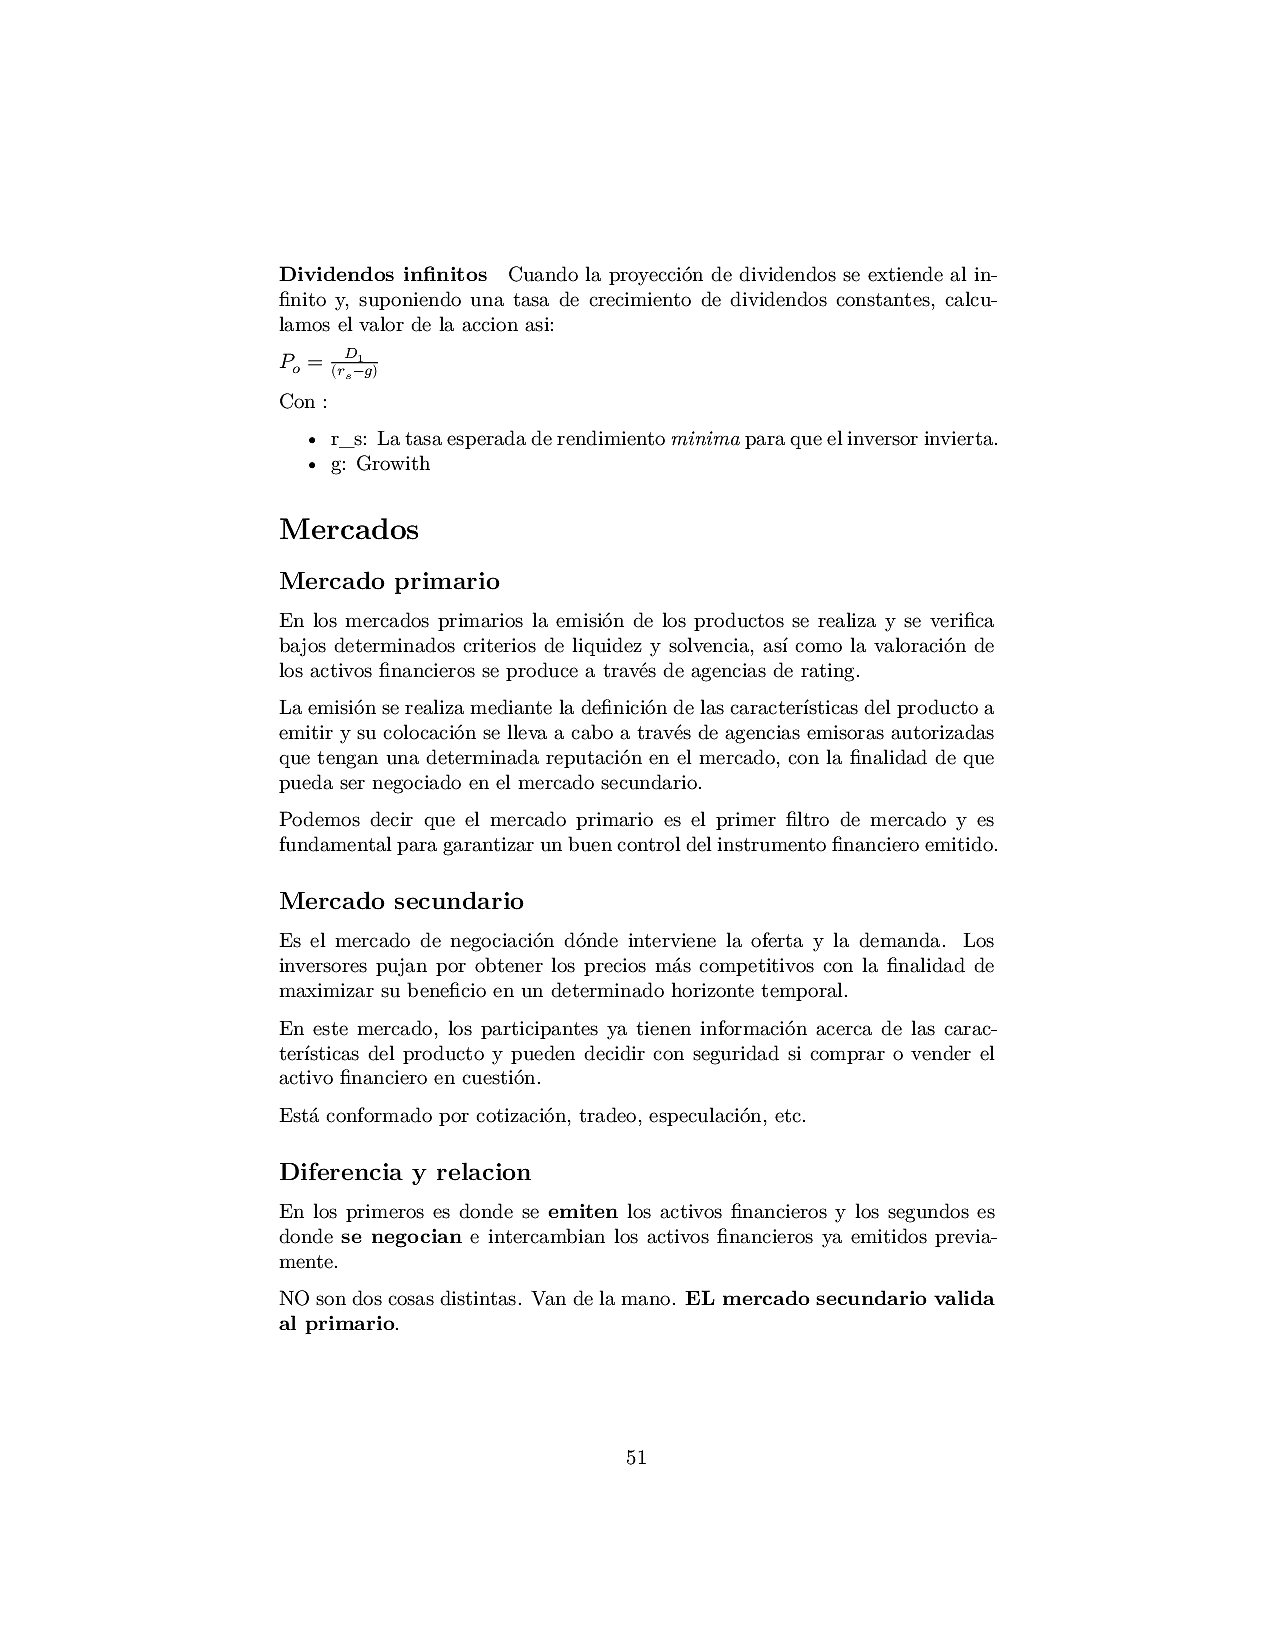 Dividendos infinitos Cuando la proyección de dividendos se extiende al in-
finito y, suponiendo una tasa de crecimiento de dividendos constantes, calcu-
lamos el valor de la accion asi:
P_o = \frac{D_1}{(r_s−g)}
Con :
• r_s: La tasa esperada de rendimiento minima para que el inversor invierta.
• g: Growith
Mercados
Mercado primario
En los mercados primarios la emisión de los productos se realiza y se verifica
bajos determinados criterios de liquidez y solvencia, así como la valoración de
los activos financieros se produce a través de agencias de rating.
La emisión se realiza mediante la definición de las características del producto a
emitir y su colocación se lleva a cabo a través de agencias emisoras autorizadas
que tengan una determinada reputación en el mercado, con la finalidad de que
pueda ser negociado en el mercado secundario.
Podemos decir que el mercado primario es el primer filtro de mercado y es
fundamental para garantizar un buen control del instrumento financiero emitido.
Mercado secundario
Es el mercado de negociación dónde interviene la oferta y la demanda. Los
inversores pujan por obtener los precios más competitivos con la finalidad de
maximizar su beneficio en un determinado horizonte temporal.
En este mercado, los participantes ya tienen información acerca de las carac-
terísticas del producto y pueden decidir con seguridad si comprar o vender el
activo financiero en cuestión.
Está conformado por cotización, tradeo, especulación, etc.
Diferencia y relacion
En los primeros es donde se emiten los activos financieros y los segundos es
donde se negocian e intercambian los activos financieros ya emitidos previa-
mente.
NO son dos cosas distintas. Van de la mano. EL mercado secundario valida
al primario.
51